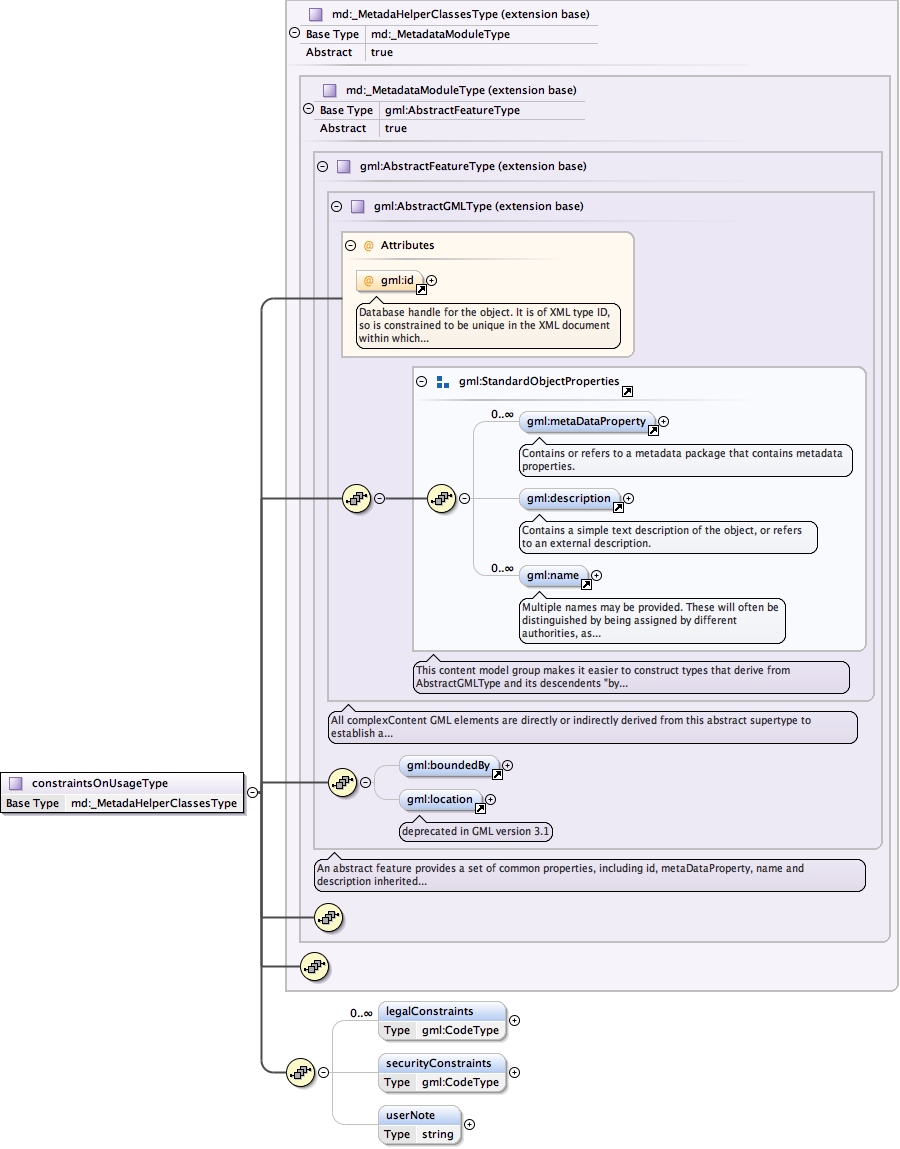 md:_MetadaHelperClassesType (extension base)
Base Type md:_MetadataModuleType
Abstract true
md:_MetadataModuleType (extension base)
Base Type gml:AbstractFeatureType
Abstract true
gml:AbstractFeatureType (extension base)
gml:AbstractGMLType (extension base)
@ Attributes
@ gml:id
Database handle for the object. It is of XML type ID,
so is constrained to be unique in the XML document
within which...
gml:StandardObjectProperties
0..∞ gml:metaDataProperty
Contains or refers to a metadata package that contains metadata
properties.
gml:description
Contains a simple text description of the object, or refers
to an external description.
0..∞ gml:name
Multiple names may be provided. These will often be
distinguished by being assigned by different
authorities, as...
This content model group makes it easier to construct types that derive from
AbstractGMLType and its descendents "by...
All complexContent GML elements are directly or indirectly derived from this abstract supertype to
establish a...
constraintsOnUsageType
Base Type md:_MetadaHelperClassesType
gml:boundedBy
gml:location
deprecated in GML version 3.1
An abstract feature provides a set of common properties, including id, metaDataProperty, name and
description inherited...
0..∞ legalConstraints
Type gml:CodeType
securityConstraints
Type gml:CodeType
userNote
Type string